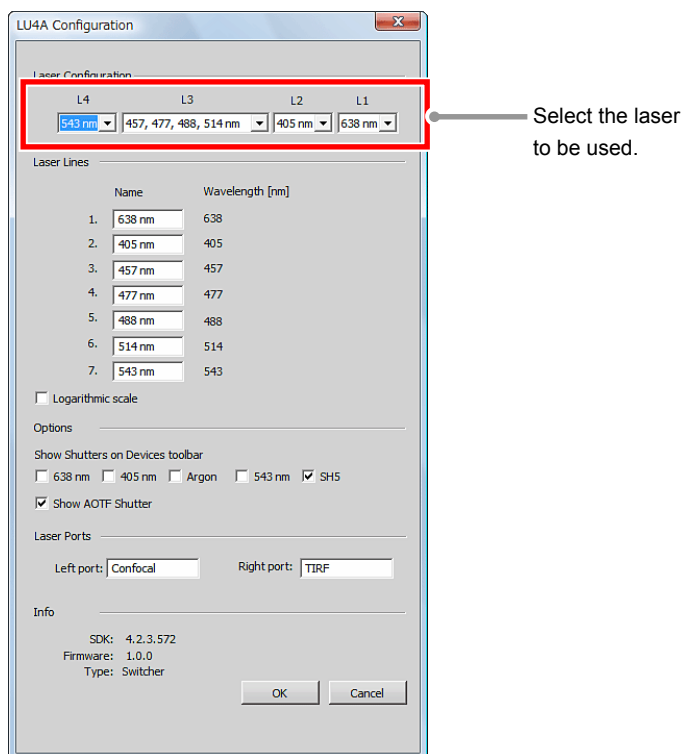 LU4A Configuration
Laser Configuration
L4 L3 L2 L1
543 nm 457, 477, 488, 514 nm 405 nm 638 nm
Select the laser
to be used.
Laser Lines
Name Wavelength [nm]
1. 638 nm 638
2. 405 nm 405
3. 457 nm 457
4. 477 nm 477
5. 488 nm 488
6. 514 nm 514
7. 543 nm 543
Logarithmic scale
Options
Show Shutters on Devices toolbar
638 nm 405 nm Argon 543 nm SH5
Show AOTF Shutter
Laser Ports
Left port: Confocal Right port: TIRF
Info
SDK: 4.2.3.572
Firmware: 1.0.0
Type: Switcher
OK Cancel